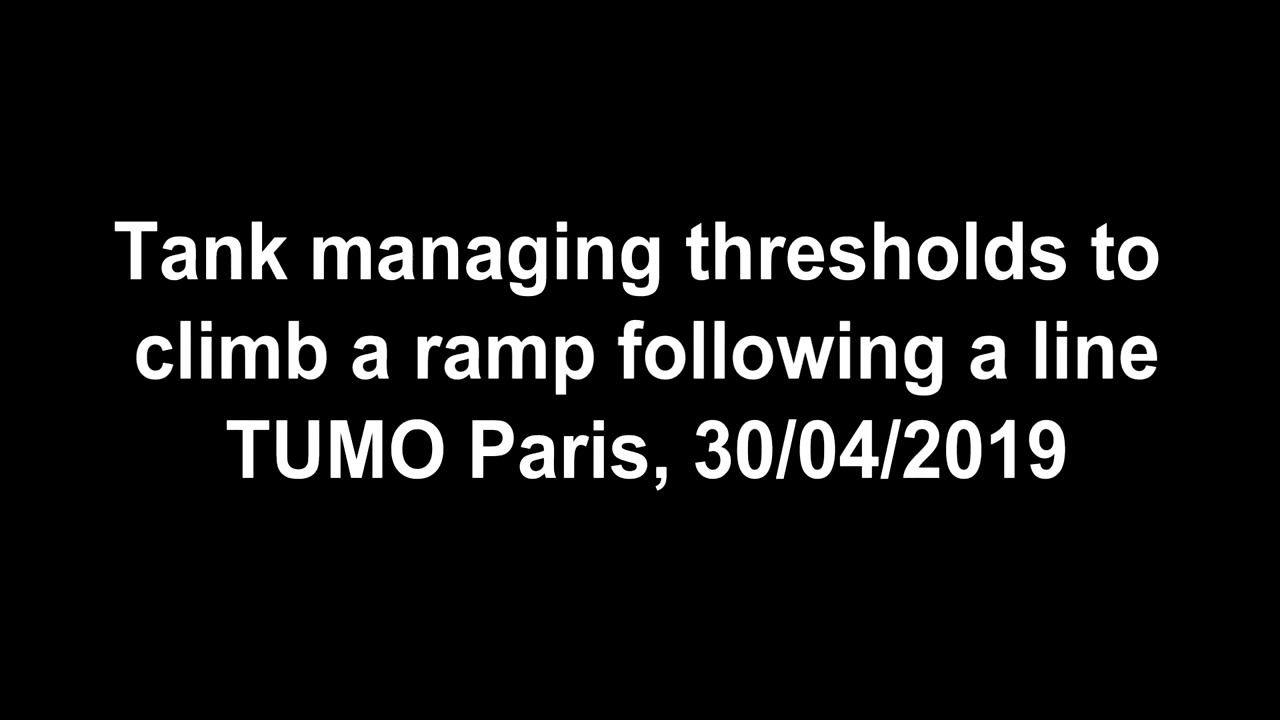 Tank managing thresholds to
climb a ramp following a line
TUMO Paris, 30/04/2019